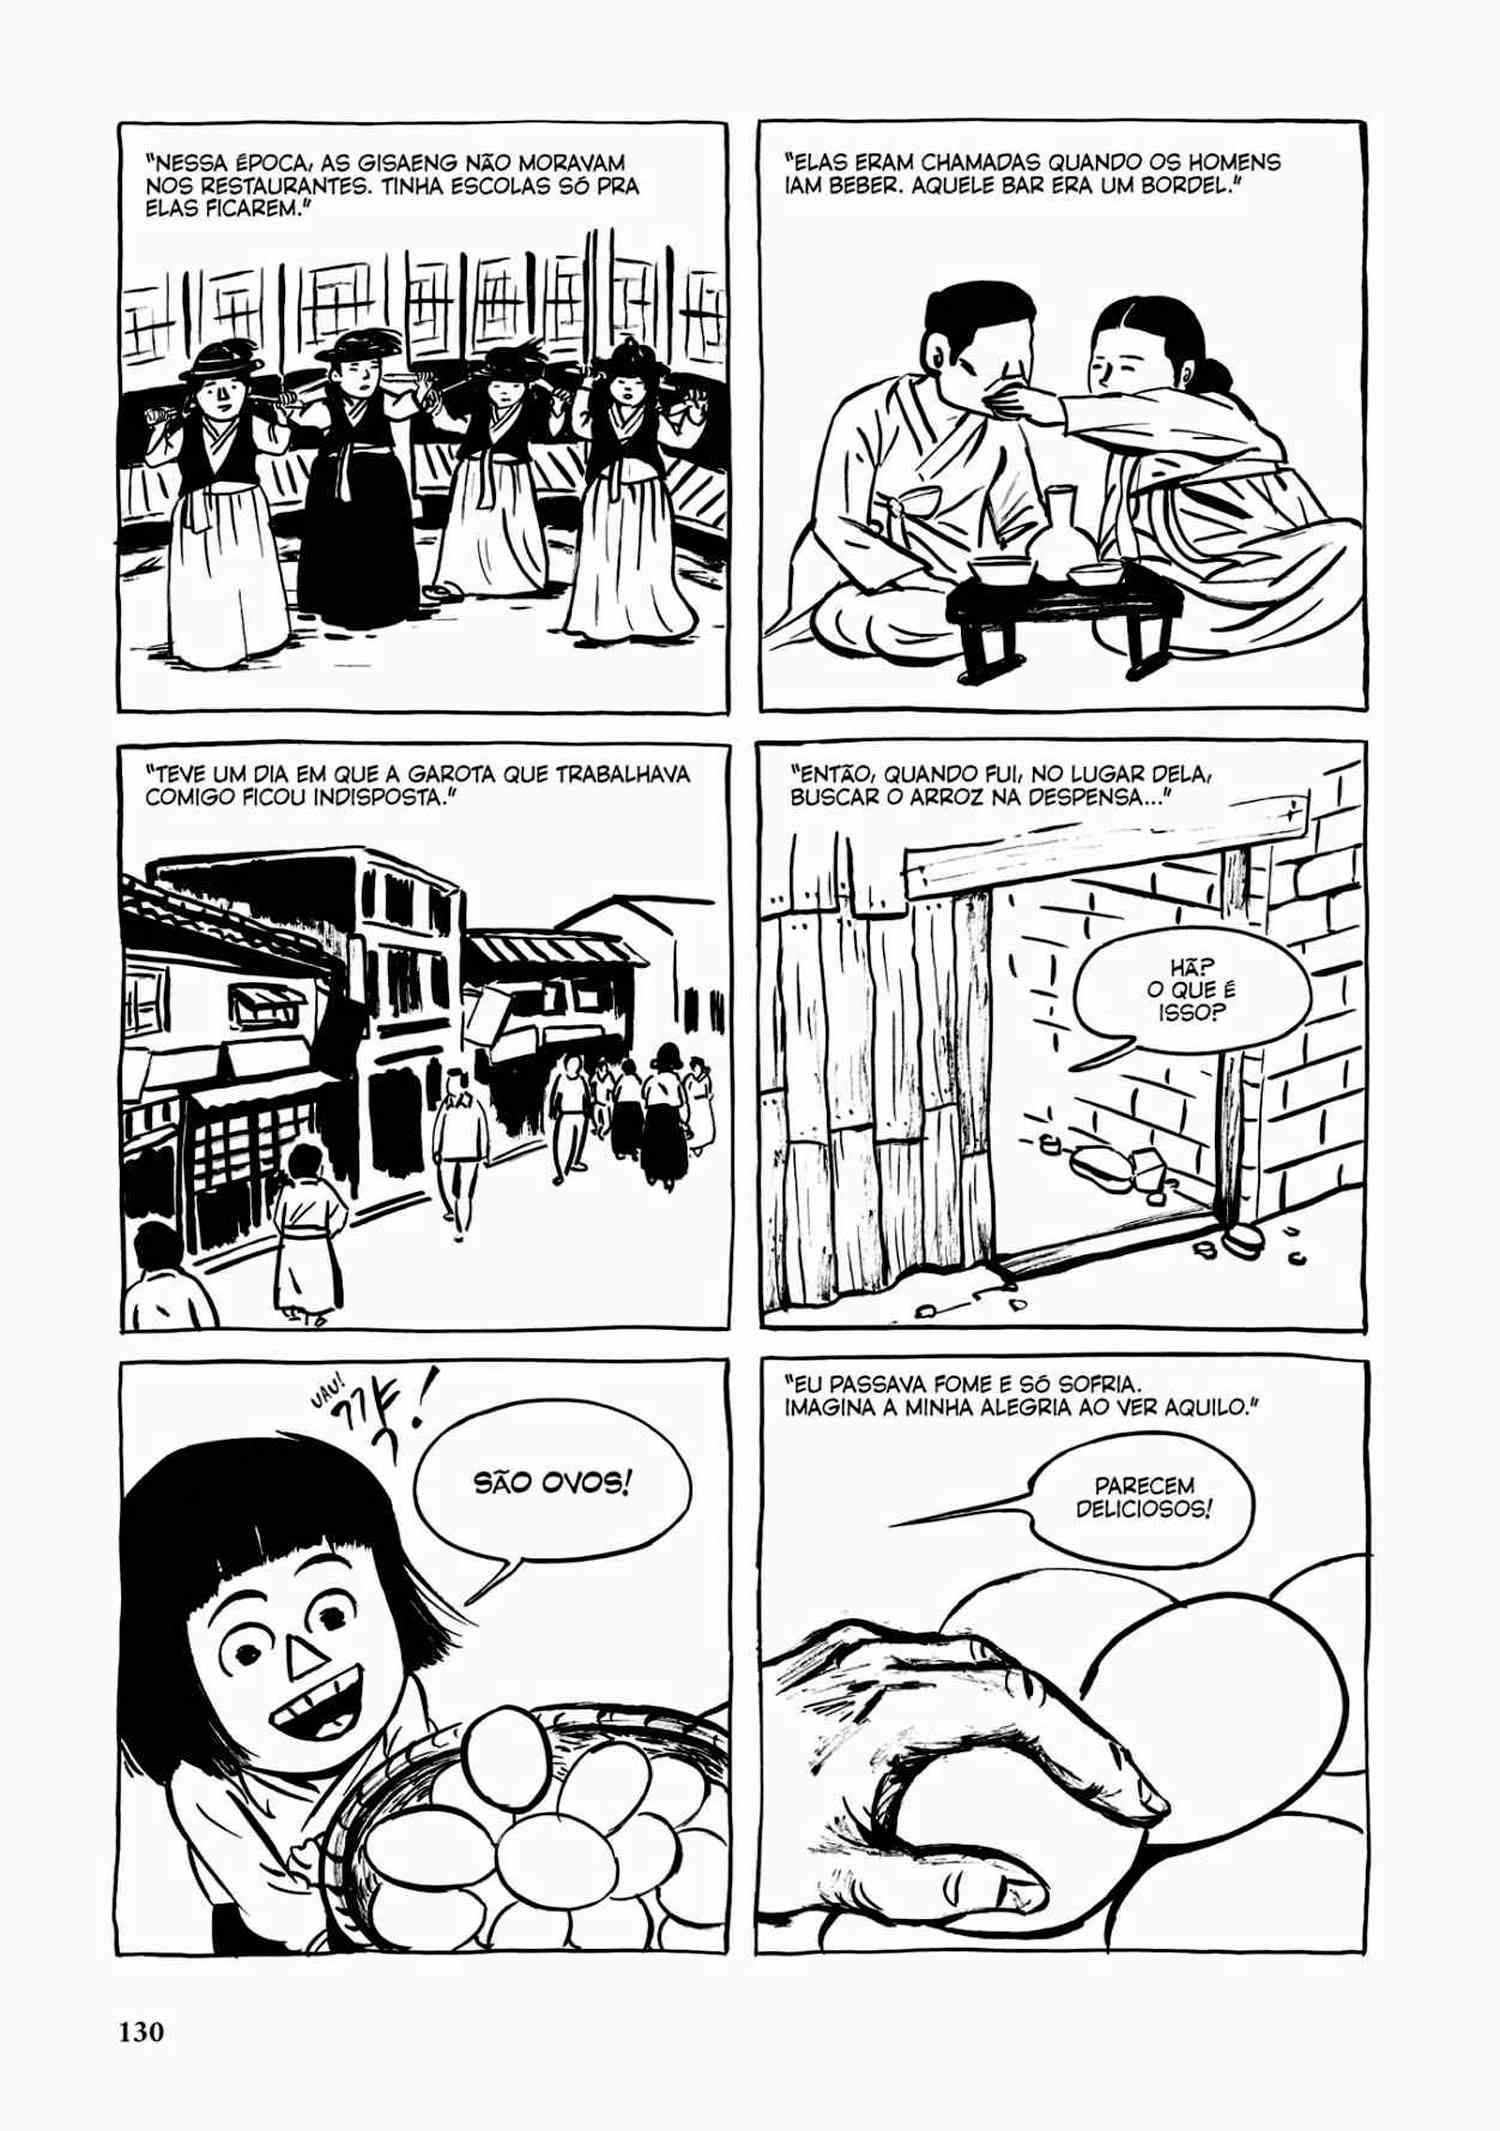 "NESSA ÉPOCA, AS GISAENG NÃO MORAVAM
NOS RESTAURANTES. TINHA ESCOLAS SÓ PRA
ELAS FICAREM."
"ELAS ERAM CHAMADAS QUANDO OS HOMENS
IAM BEBER. AQUELE BAR ERA UM BORDEL."
"TEVE UM DIA EM QUE A GAROTA QUE TRABALHAVA
COMIGO FICOU INDISPOSTA."
"ENTÃO, QUANDO FUI, NO LUGAR DELA,
BUSCAR O ARROZ NA DESPENSA..."
HÃ?
O QUE É
ISSO?
UAU!
꺗!
SÃO OVOS!
"EU PASSAVA FOME E SÓ SOFRIA.
IMAGINA A MINHA ALEGRIA AO VER AQUILO."
PARECEM
DELICIOSOS!
130